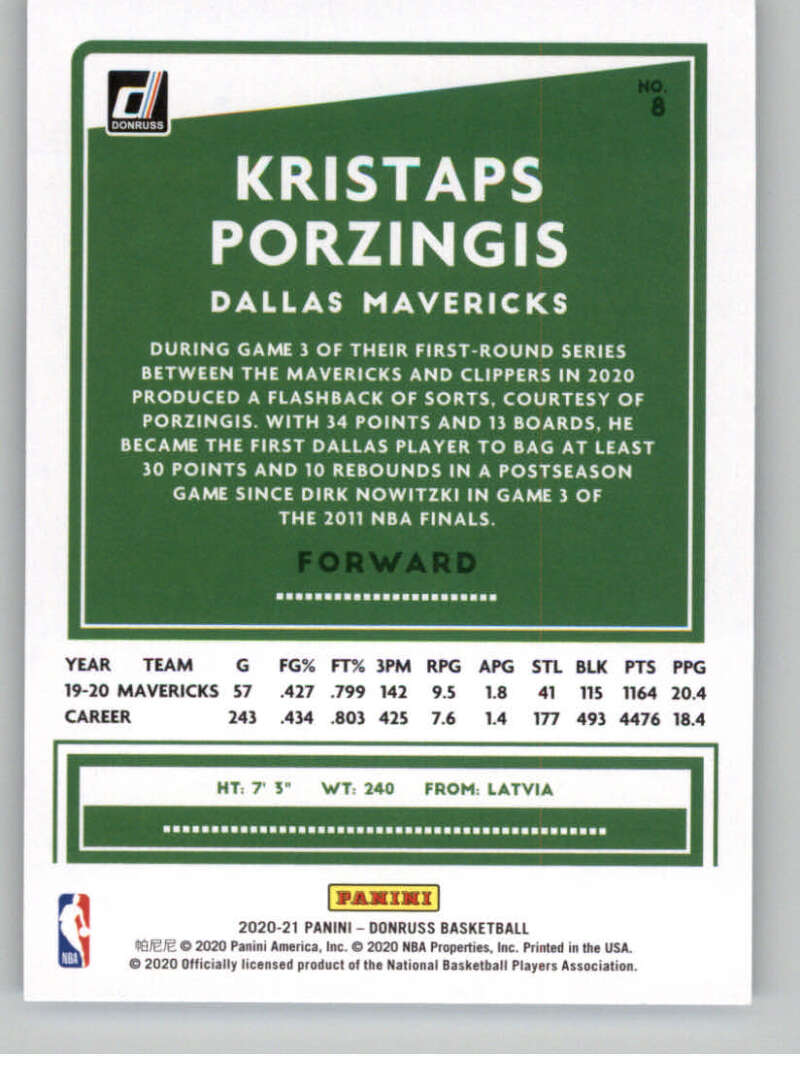 DONRUSS
NO.
8
KRISTAPS
PORZINGIS
DALLAS MAVERICKS
DURING GAME 3 OF THEIR FIRST-ROUND SERIES
BETWEEN THE MAVERICKS AND CLIPPERS IN 2020
PRODUCED A FLASHBACK OF SORTS, COURTESY OF
PORZINGIS. WITH 34 POINTS AND 13 BOARDS, HE
BECAME THE FIRST DALLAS PLAYER TO BAG AT LEAST
30 POINTS AND 10 REBOUNDS IN A POSTSEASON
GAME SINCE DIRK NOWITZKI IN GAME 3 OF
THE 2011 NBA FINALS.
FORWARD
YEAR TEAM G FG% FT% 3PM RPG APG STL BLK PTS PPG
19-20 MAVERICKS 57 .427 .799 142 9.5 1.8 41 115 1164 20.4
CAREER 243 .434 .803 425 7.6 1.4 177 493 4476 18.4
HT: 7' 3" WT: 240 FROM: LATVIA
PANINI
2020-21 PANINI – DONRUSS BASKETBALL
帕尼尼 © 2020 Panini America, Inc. © 2020 NBA Properties, Inc. Printed in the USA.
© 2020 Officially licensed product of the National Basketball Players Association.
NBA